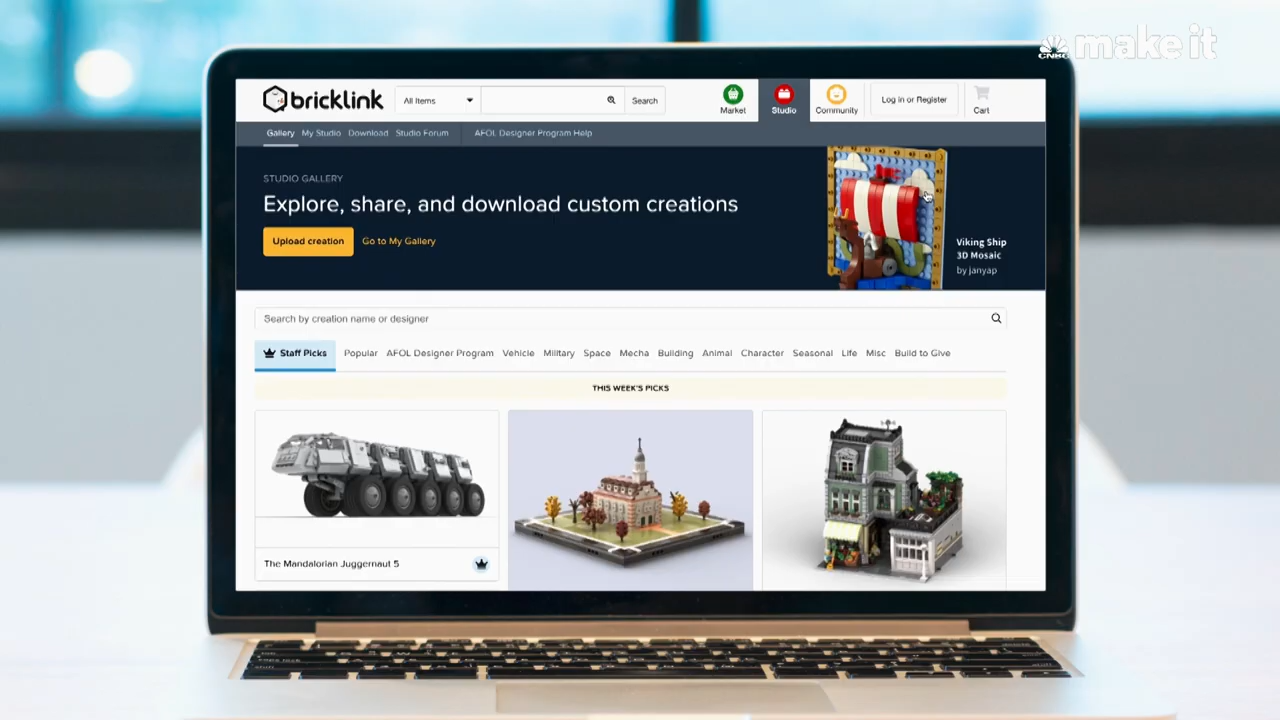 CNBC make it
bricklink
All Items
Search
Market
Studio
Community
Log in or Register
Cart
Gallery My Studio Download Studio Forum AFOL Designer Program Help
STUDIO GALLERY
Explore, share, and download custom creations
Upload creation Go to My Gallery
Viking Ship
3D Mosaic
by janyap
Search by creation name or designer
Staff Picks Popular AFOL Designer Program Vehicle Military Space Mecha Building Animal Character Seasonal Life Misc Build to Give
THIS WEEK'S PICKS
The Mandalorian Juggernaut 5